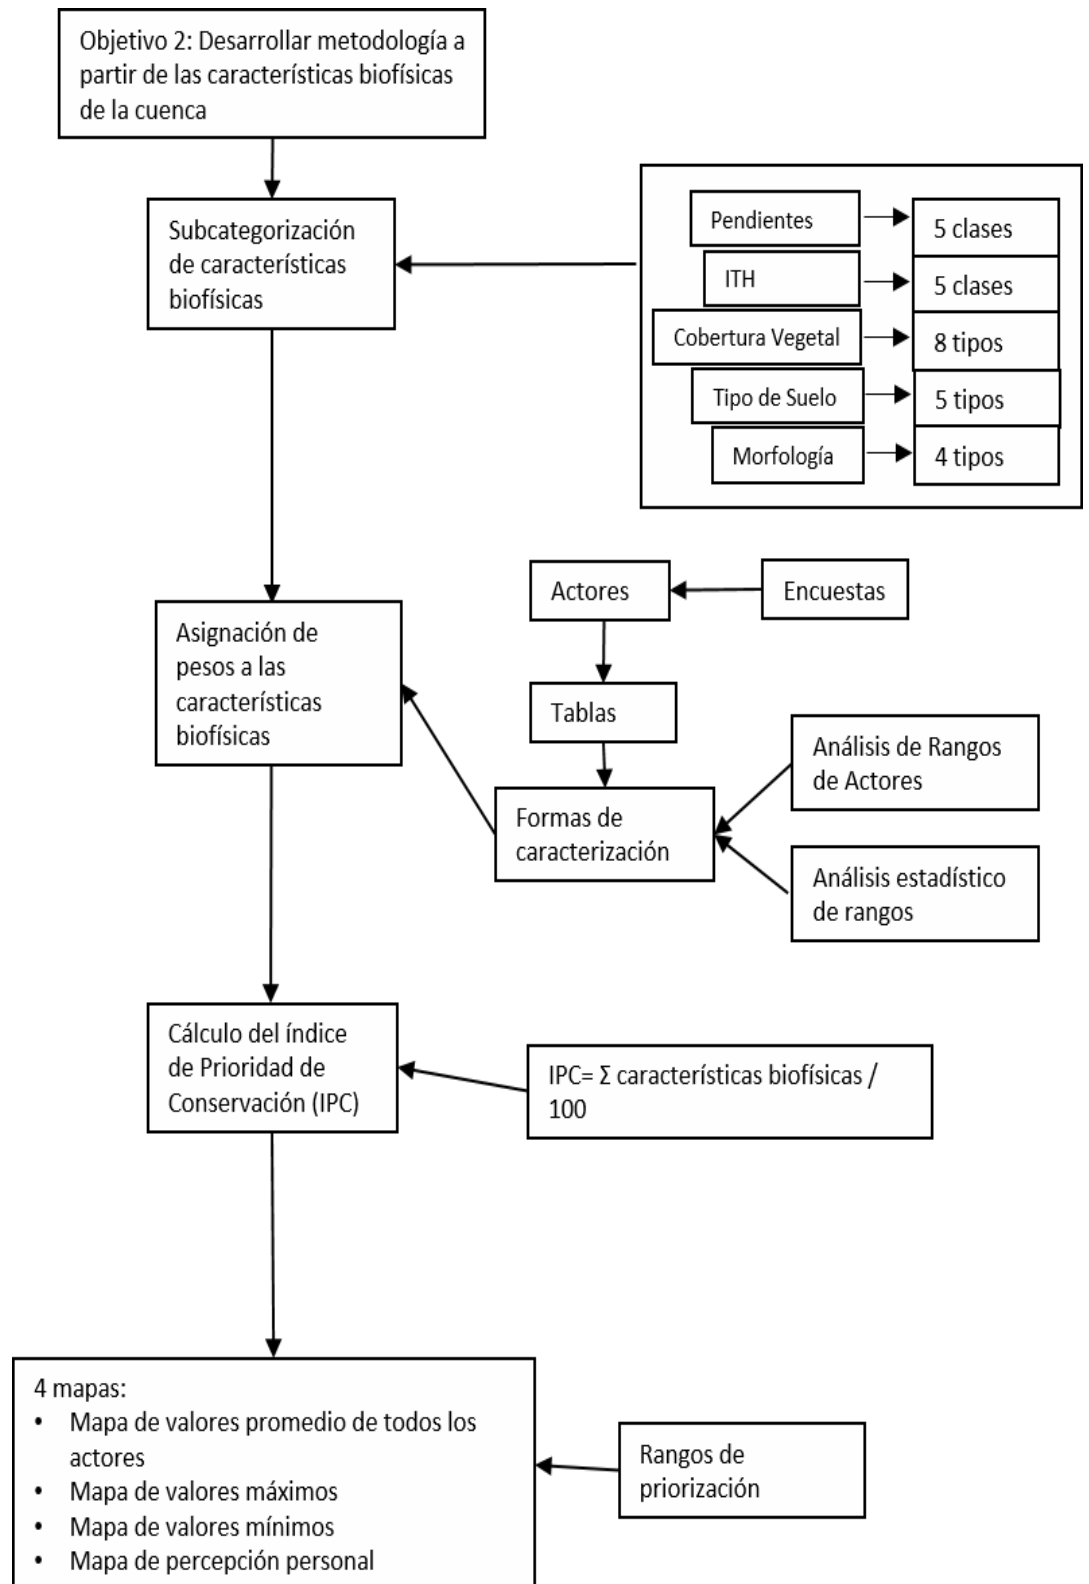 Objetivo 2: Desarrollar metodología a
partir de las características biofísicas
de la cuenca
Subcategorización
de características
biofísicas
Pendientes
5 clases
ITH
5 clases
Cobertura Vegetal
8 tipos
Tipo de Suelo
5 tipos
Morfología
4 tipos
Actores
Encuestas
Asignación de
pesos a las
características
biofísicas
Tablas
Formas de
caracterización
Análisis de Rangos
de Actores
Análisis estadístico
de rangos
Cálculo del índice
de Prioridad de
Conservación (IPC)
IPC= Σ características biofísicas /
100
4 mapas:
• Mapa de valores promedio de todos los
actores
• Mapa de valores máximos
• Mapa de valores mínimos
• Mapa de percepción personal
Rangos de
priorización